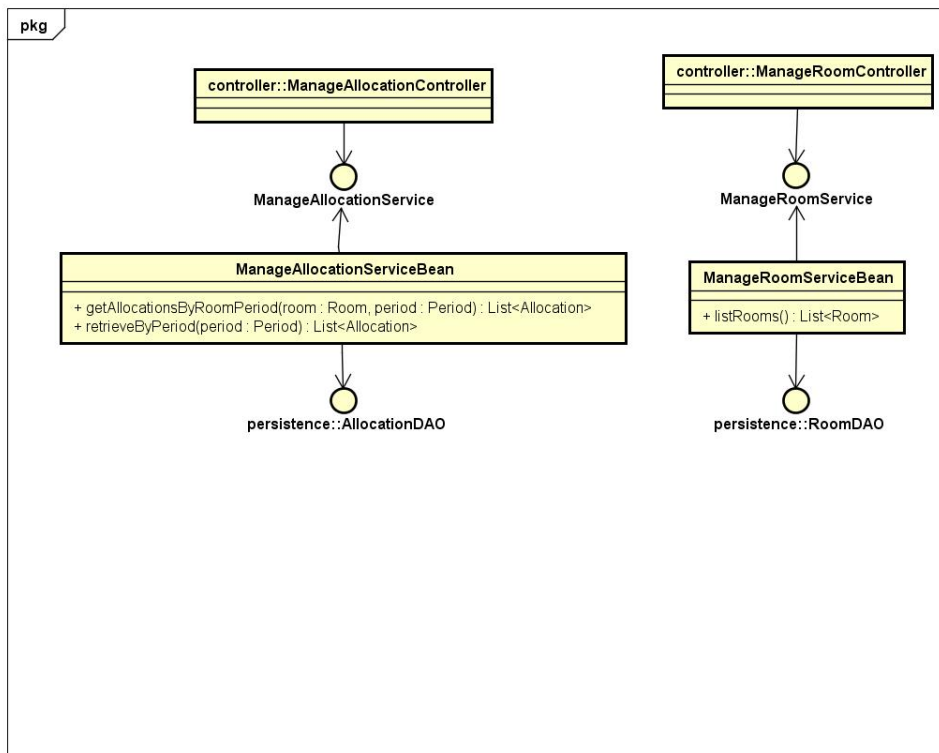 pkg
controller::ManageAllocationController
ManageAllocationService
ManageAllocationServiceBean
+ getAllocationsByRoomPeriod(room : Room, period : Period) : List<Allocation>
+ retrieveByPeriod(period : Period) : List<Allocation>
persistence::AllocationDAO
controller::ManageRoomController
ManageRoomService
ManageRoomServiceBean
+ listRooms() : List<Room>
persistence::RoomDAO